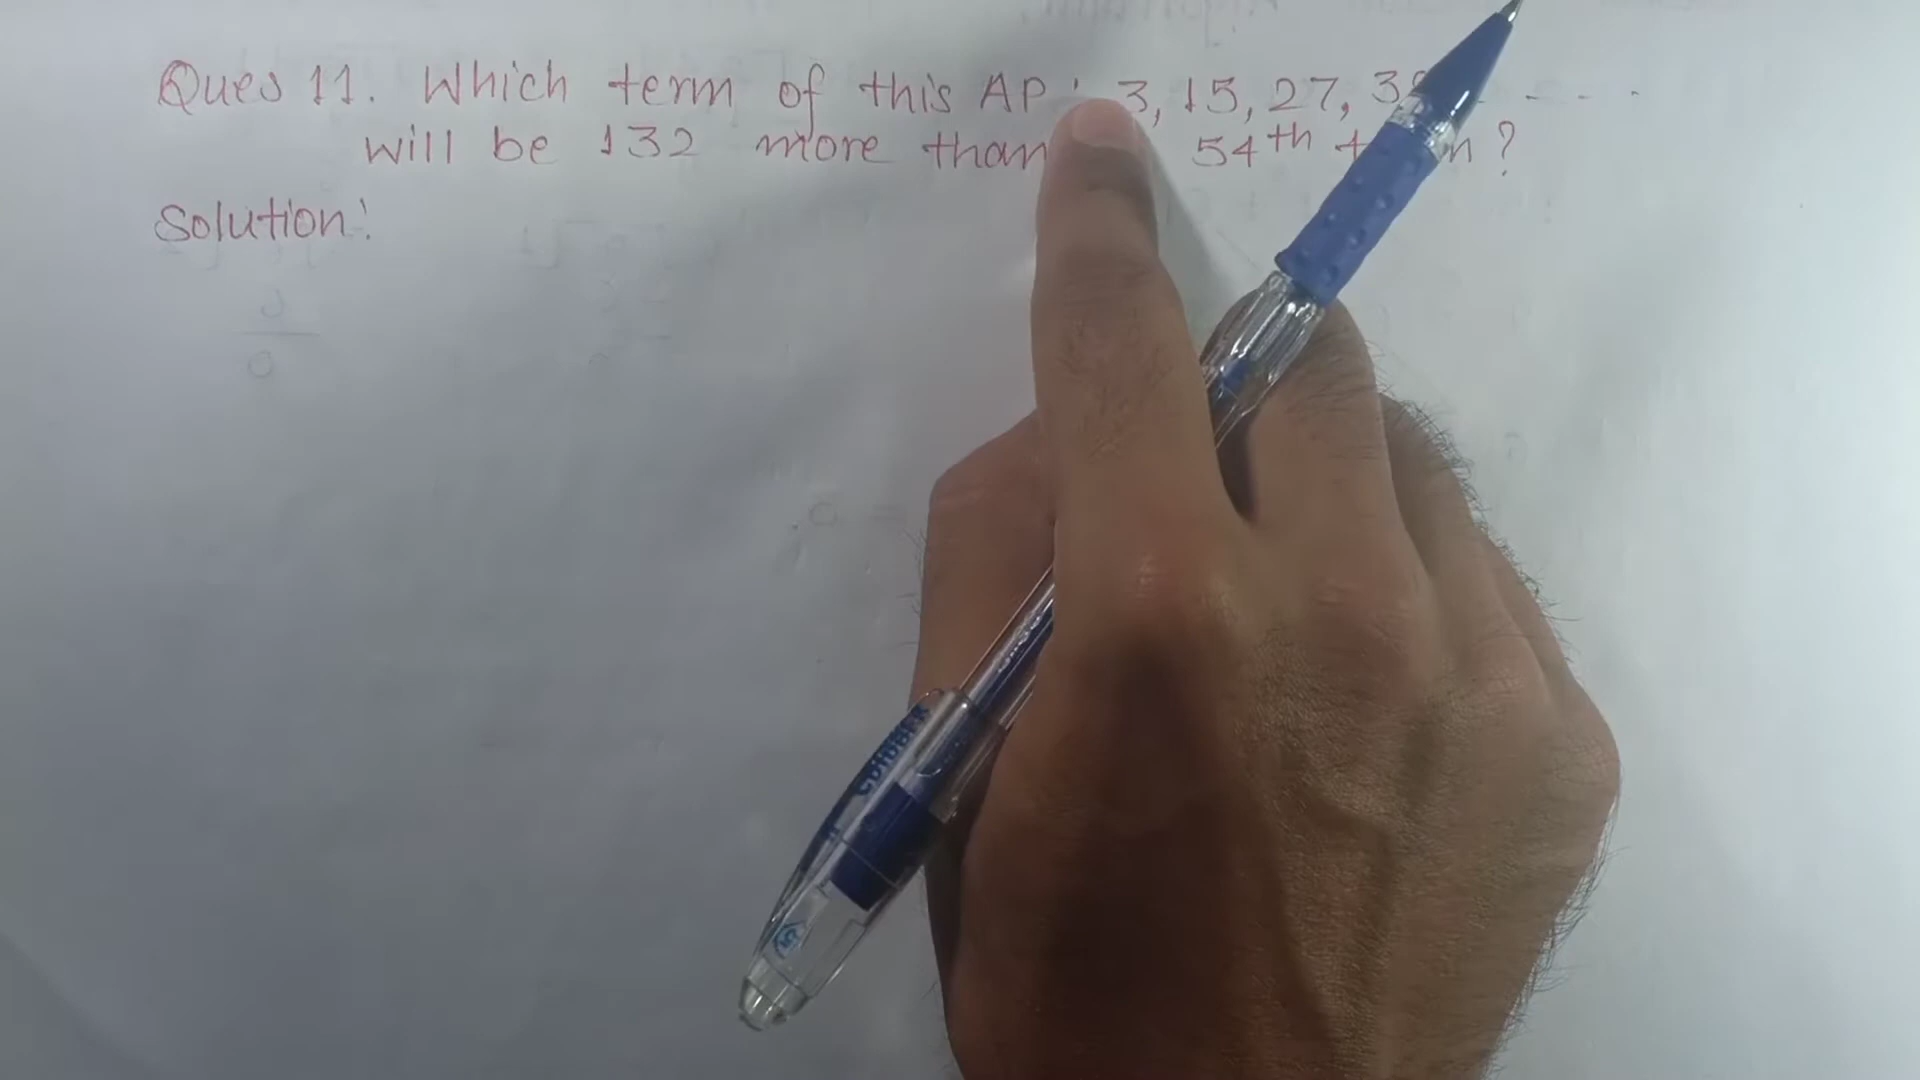 Ques 11. Which term of this AP: 3, 15, 27, - - - -
will be 132 more than 54th ?
Solution: